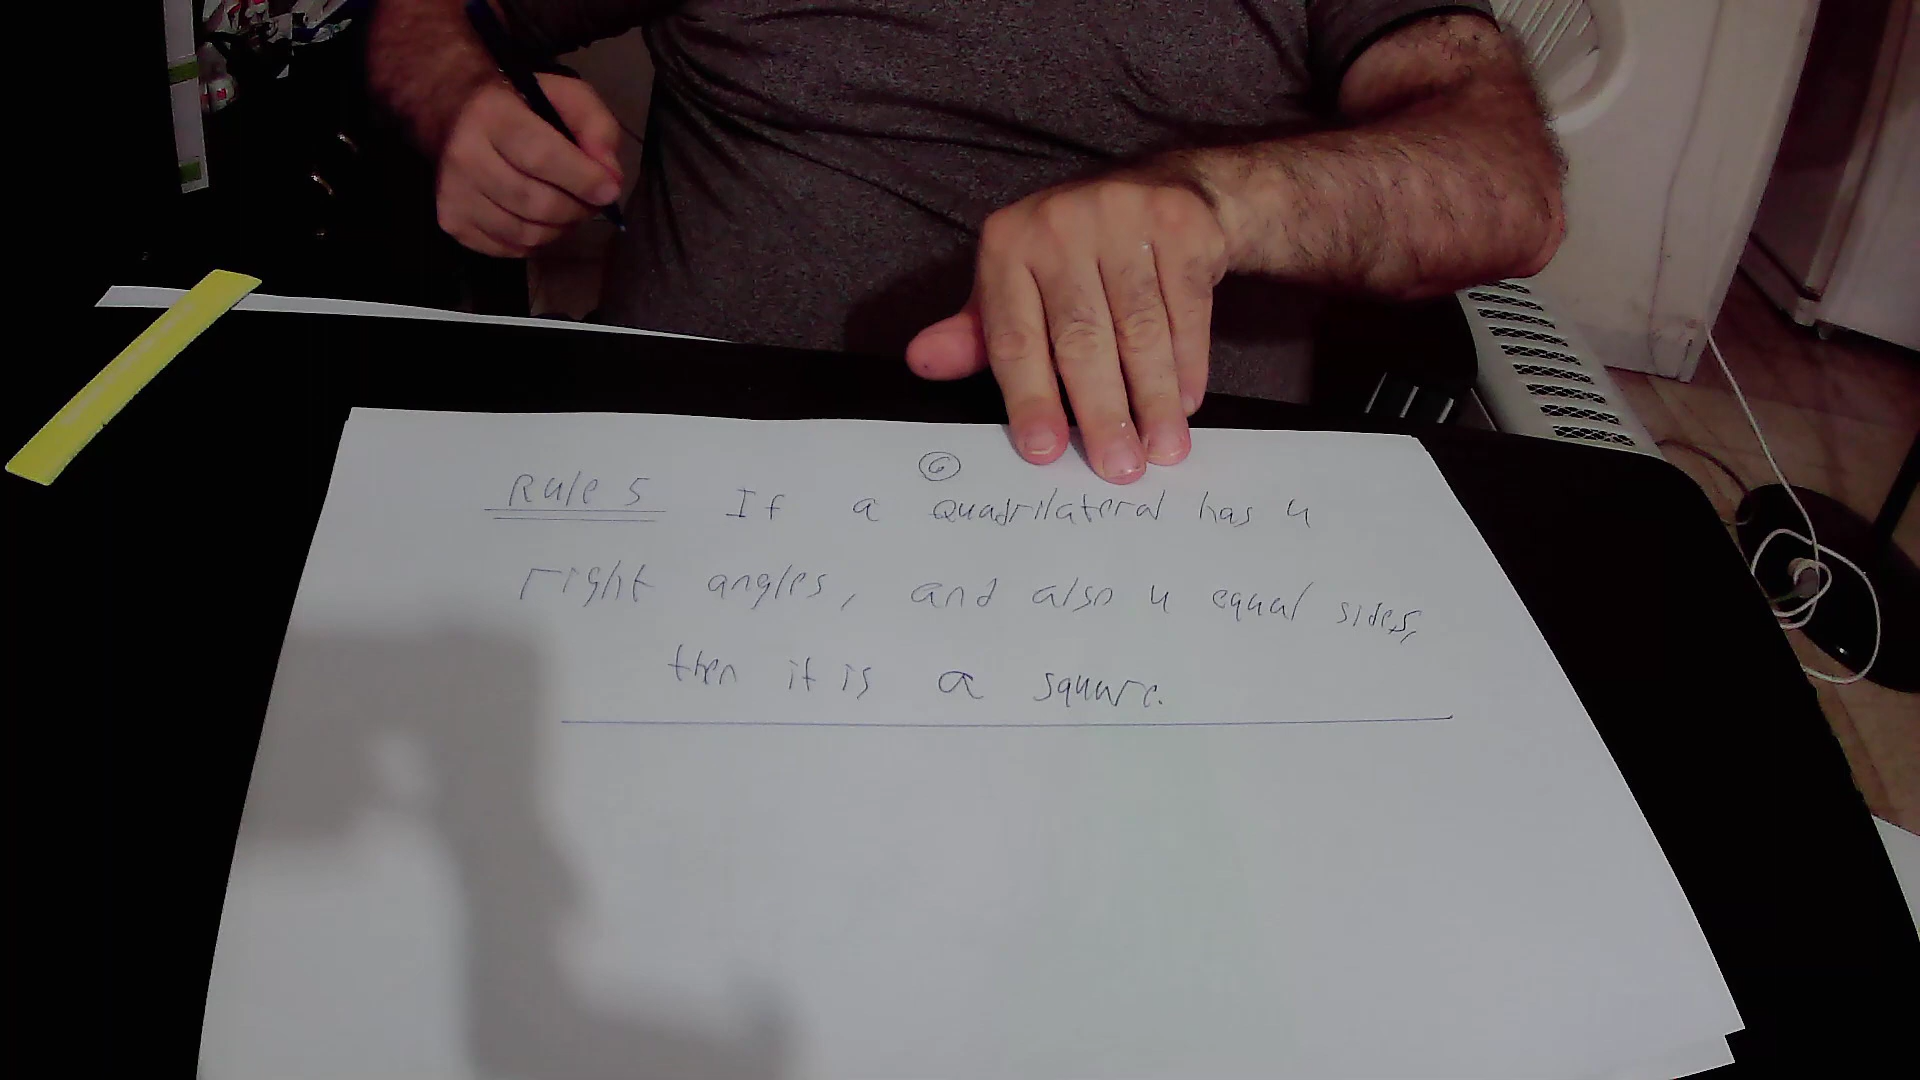 6
Rule 5 If a Quadrilateral has 4
right angles, and also 4 equal sides,
then it is a square.